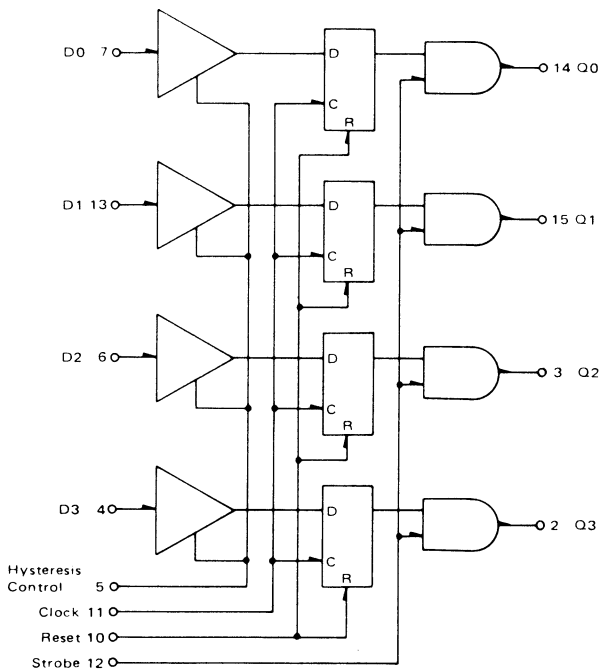 D0 7
D
C
R
14 Q0
D1 13
D
C
R
15 Q1
D2 6
D
C
R
3 Q2
D3 4
D
C
R
2 Q3
Hysteresis
Control 5
Clock 11
Reset 10
Strobe 12